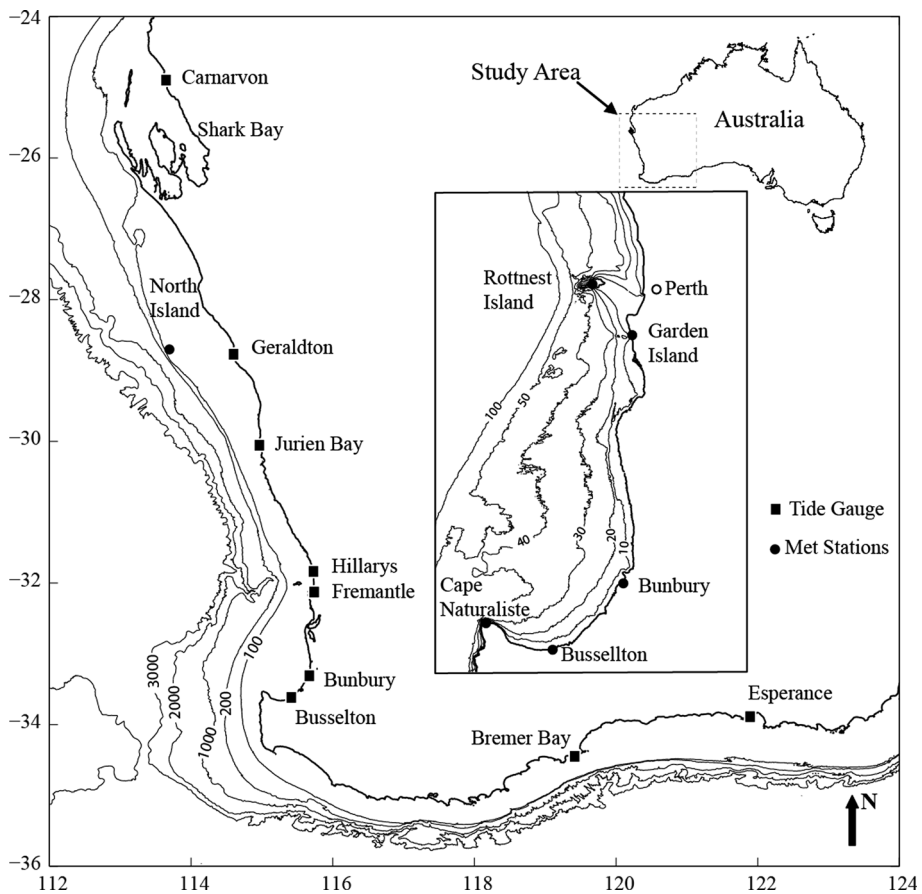 −24
Carnarvon
Shark Bay
Study Area
Australia
−26
North
Island
−28
Geraldton
Rottnest
Island
Perth
Garden
Island
100
50
−30
Jurien Bay
Tide Gauge
Met Stations
40
30
20
10
Hillarys
Fremantle
−32
Cape
Naturaliste
Bunbury
Bussellton
100
200
1000
2000
3000
Bunbury
Busselton
−34
Bremer Bay
Esperance
N
−36
112
114
116
118
120
122
124